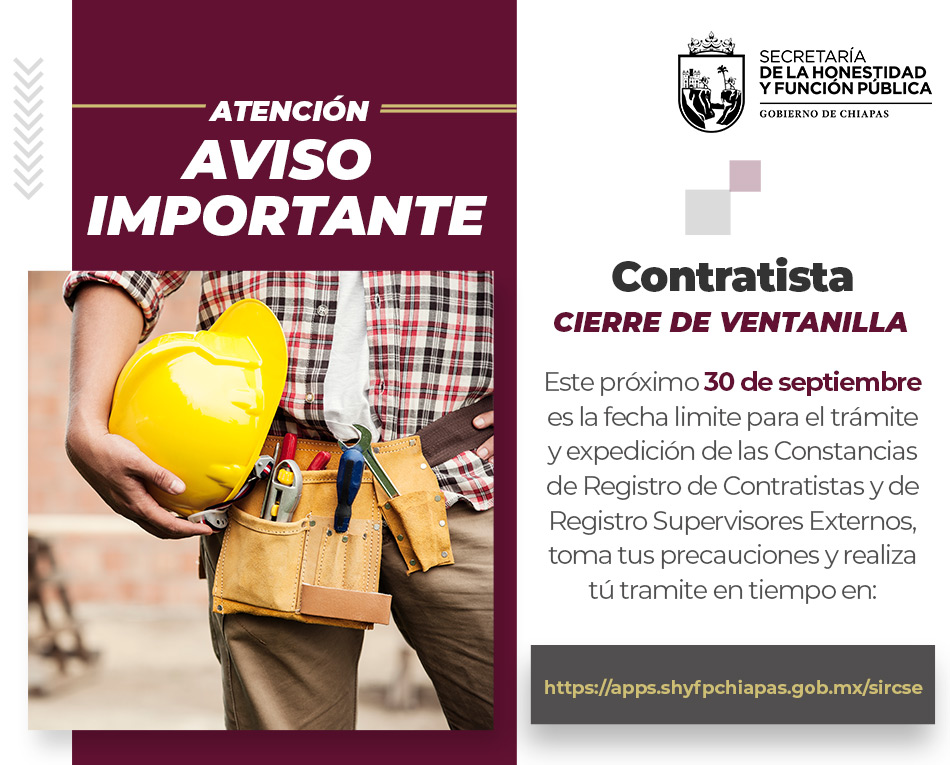 ATENCIÓN
AVISO
IMPORTANTE
SECRETARÍA
DE LA HONESTIDAD
Y FUNCIÓN PÚBLICA
GOBIERNO DE CHIAPAS
Contratista
CIERRE DE VENTANILLA
Este próximo 30 de septiembre
es la fecha limite para el trámite
y expedición de las Constancias
de Registro de Contratistas y de
Registro Supervisores Externos,
toma tus precauciones y realiza
tú tramite en tiempo en:
https://apps.shyfpchiapas.gob.mx/sircse